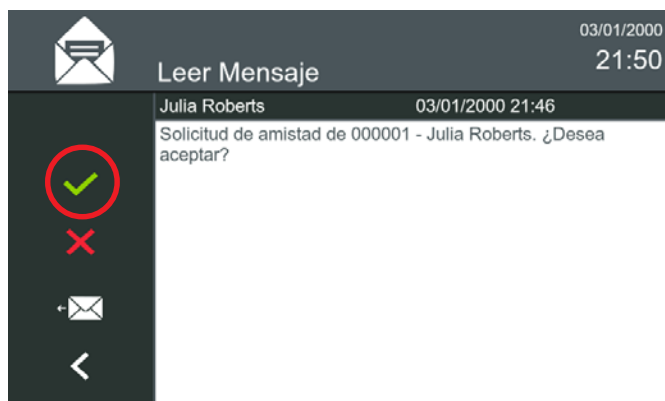 03/01/2000
21:50
Leer Mensaje
Julia Roberts 03/01/2000 21:46
Solicitud de amistad de 000001 - Julia Roberts. ¿Desea
aceptar?